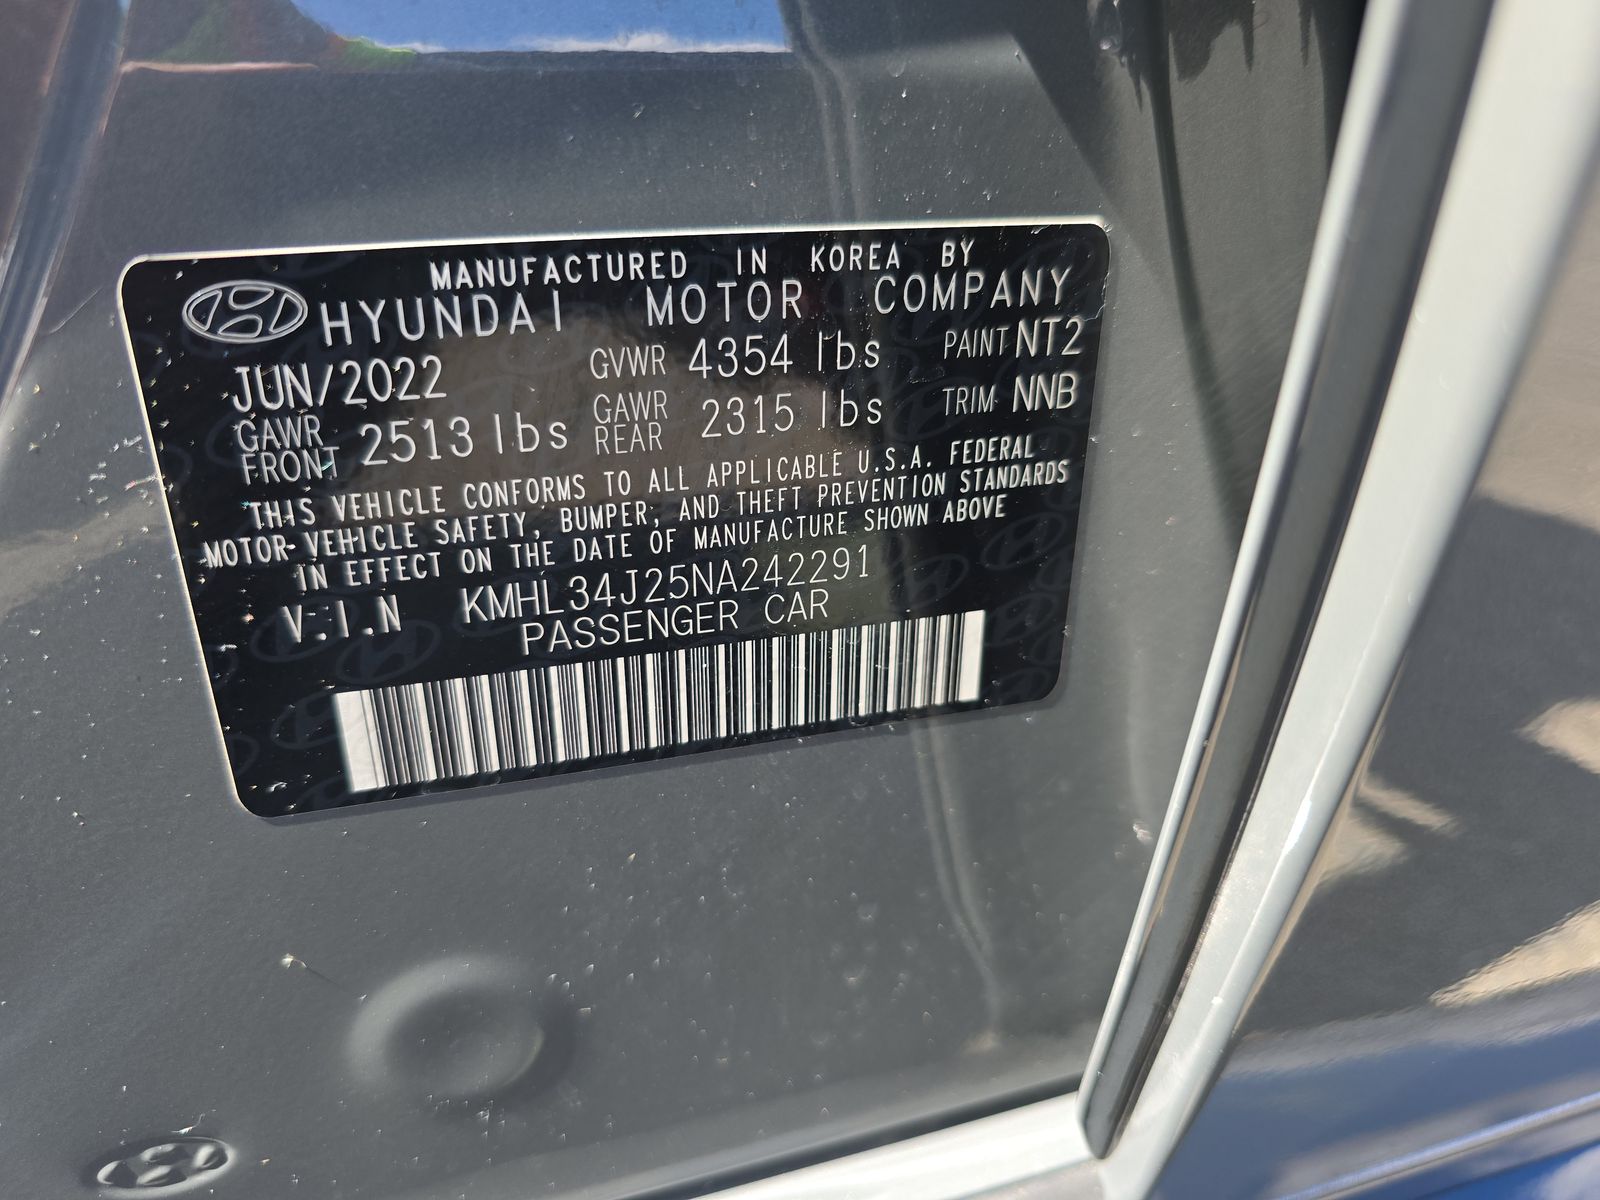 MANUFACTURED IN KOREA BY
HYUNDAI MOTOR COMPANY
JUN/2022 GVWR 4354 lbs PAINT NT2
GAWR FRONT 2513 lbs GAWR REAR 2315 lbs TRIM NNB
THIS VEHICLE CONFORMS TO ALL APPLICABLE U.S.A. FEDERAL
MOTOR-VEHICLE SAFETY, BUMPER, AND THEFT PREVENTION STANDARDS
IN EFFECT ON THE DATE OF MANUFACTURE SHOWN ABOVE
V.I.N KMHL34J25NA242291
PASSENGER CAR